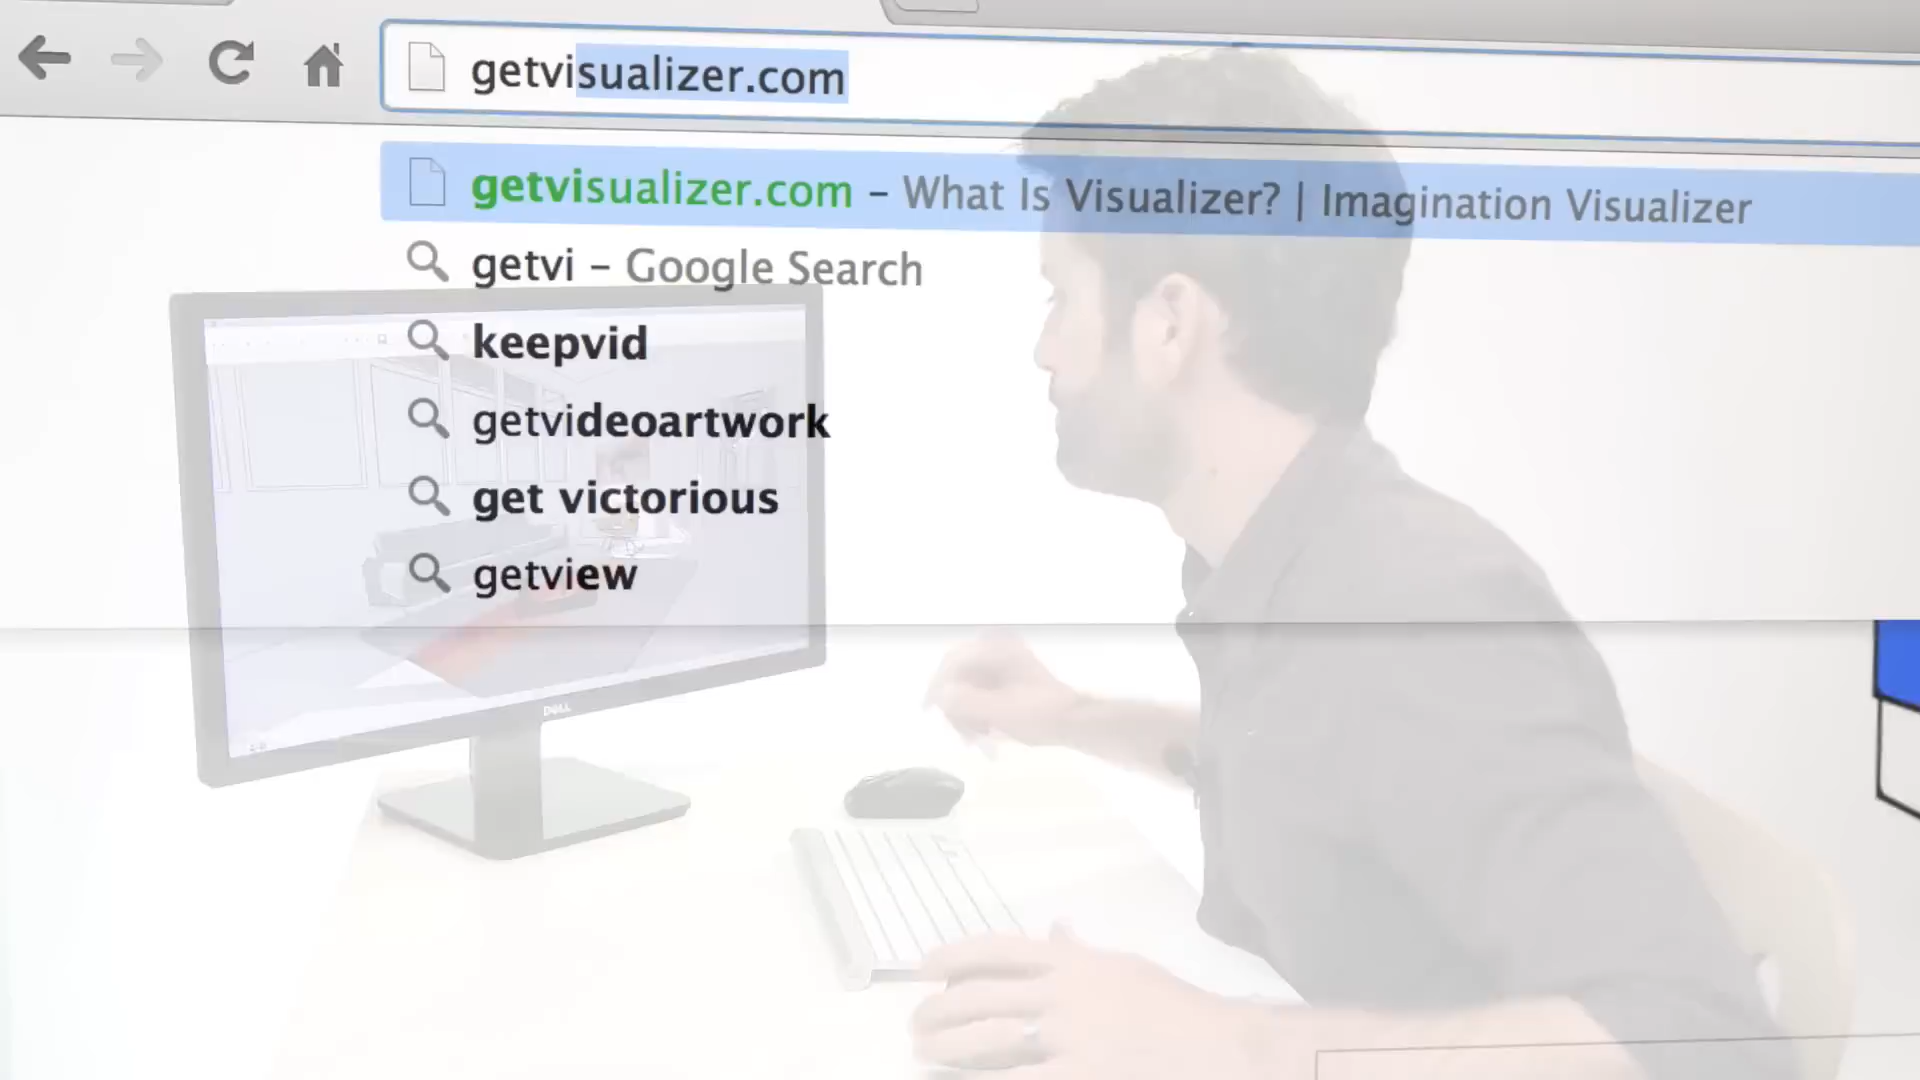 getvisualizer.com
getvisualizer.com – What Is Visualizer? | Imagination Visualizer
getvi – Google Search
keepvid
getvideoartwork
get victorious
getview
DELL